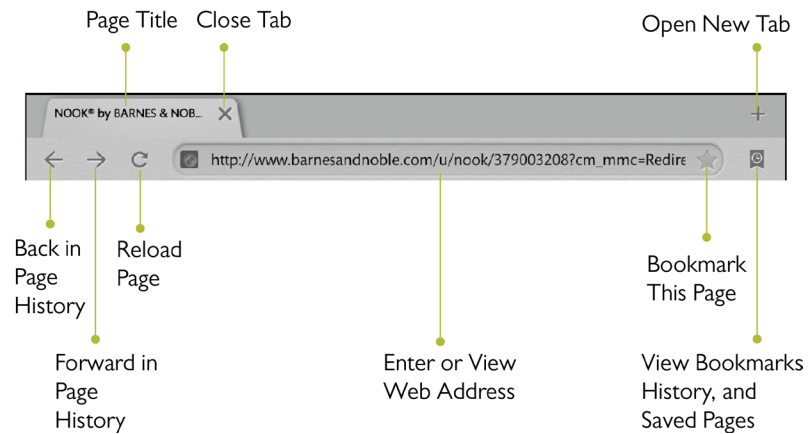 Page Title
Close Tab
Open New Tab
NOOK® by BARNES & NOB...
http://www.barnesandnoble.com/u/nook/379003208?cm_mmc=Redire
Back in
Page
History
Reload
Page
Bookmark
This Page
Forward in
Page
History
Enter or View
Web Address
View Bookmarks
History, and
Saved Pages